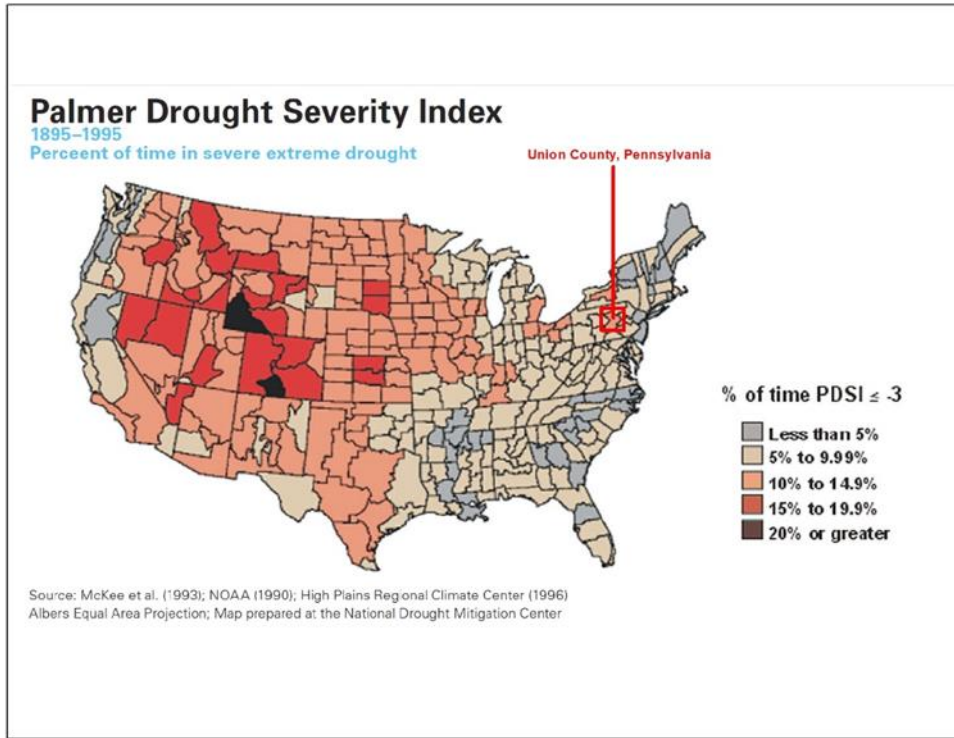 Palmer Drought Severity Index
1895–1995
Perceent of time in severe extreme drought
Union County, Pennsylvania
% of time PDSI ≤ -3
Less than 5%
5% to 9.99%
10% to 14.9%
15% to 19.9%
20% or greater
Source: McKee et al. (1993); NOAA (1990); High Plains Regional Climate Center (1996)
Albers Equal Area Projection; Map prepared at the National Drought Mitigation Center